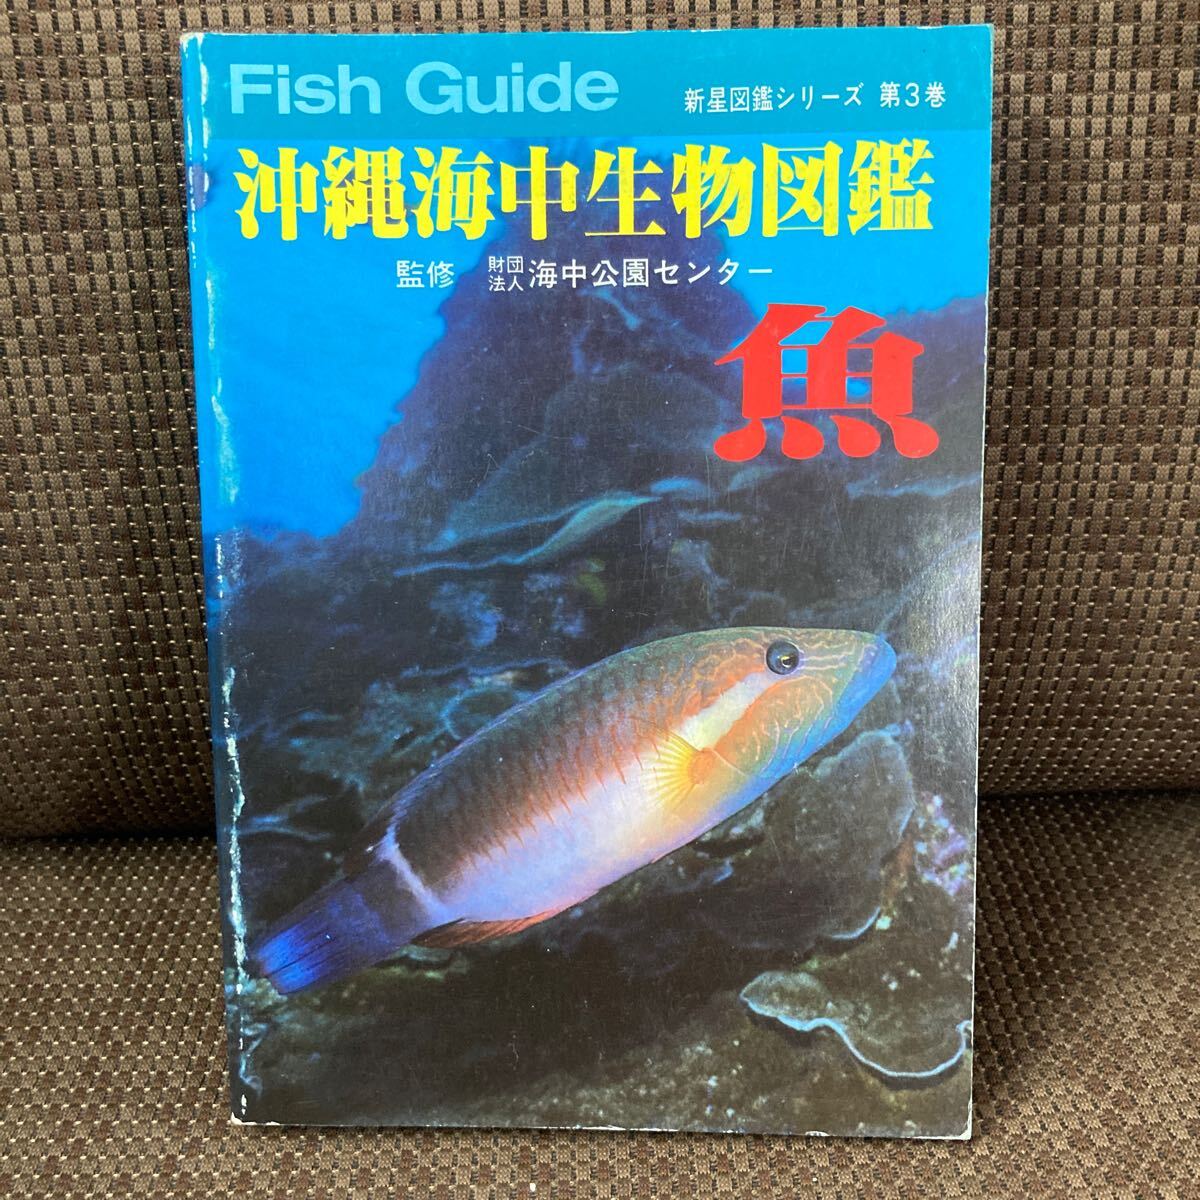 Fish Guide
新星図鑑シリーズ 第3巻
沖縄海中生物図鑑
監修 財団法人 海中公園センター
魚